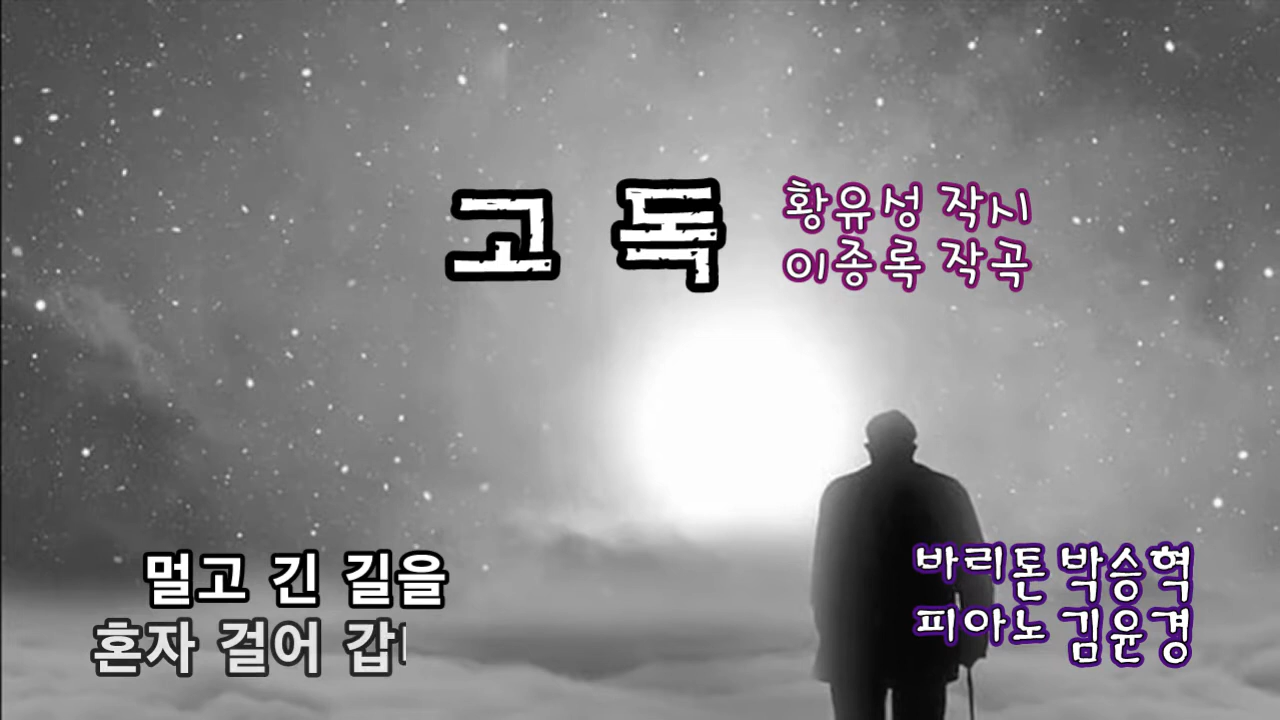 고독
황유성 작시
이종록 작곡
멀고 긴 길을
혼자 걸어 갑
바리톤 박승혁
피아노 김윤경